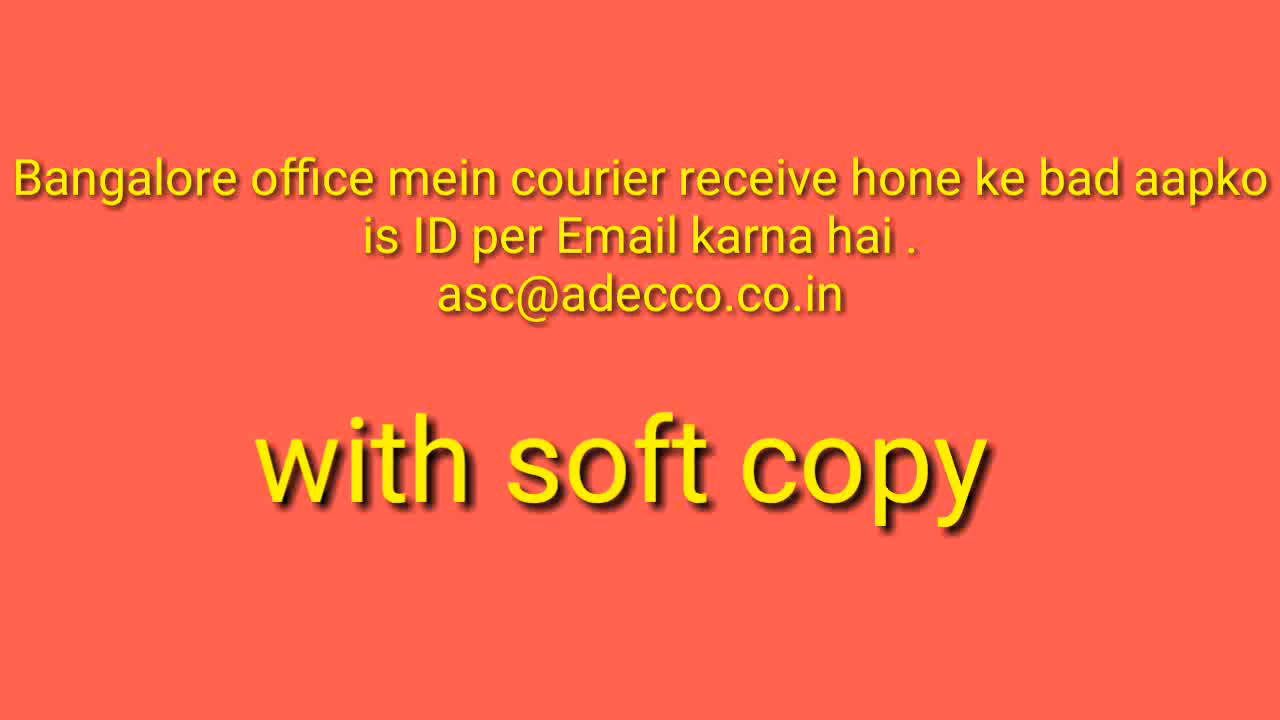 Bangalore office mein courier receive hone ke bad aapko
is ID per Email karna hai .
asc@adecco.co.in
with soft copy